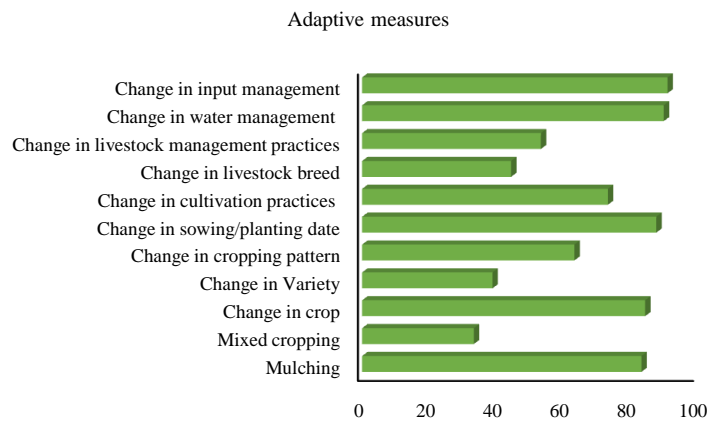 Adaptive measures
Change in input management
Change in water management
Change in livestock management practices
Change in livestock breed
Change in cultivation practices
Change in sowing/planting date
Change in cropping pattern
Change in Variety
Change in crop
Mixed cropping
Mulching
0 20 40 60 80 100